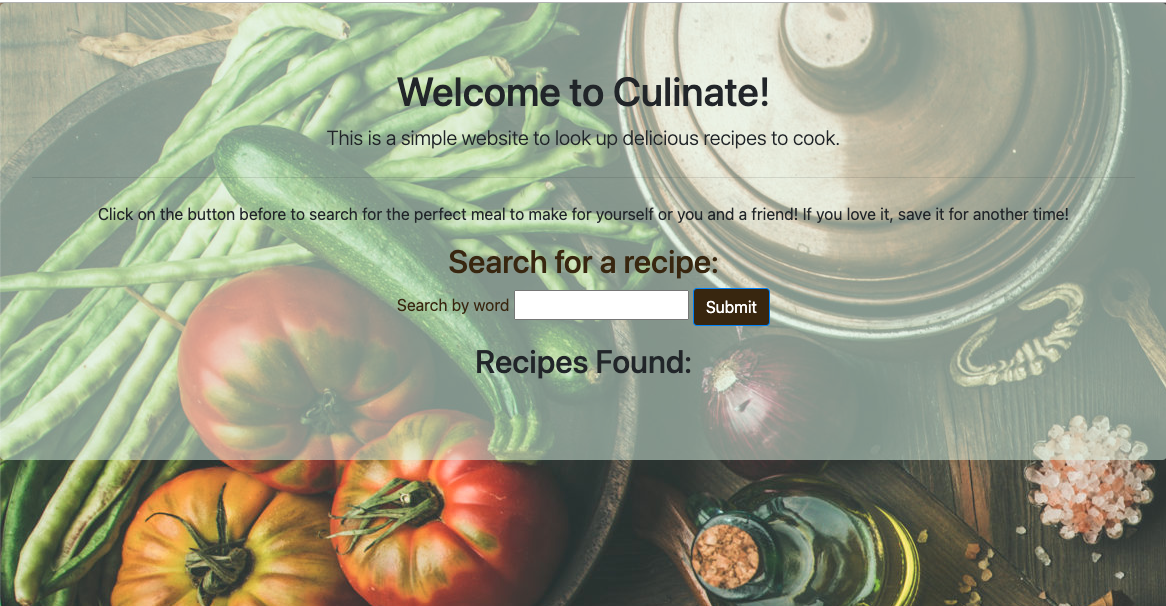 Welcome to Culinate!
This is a simple website to look up delicious recipes to cook.
Click on the button before to search for the perfect meal to make for yourself or you and a friend! If you love it, save it for another time!
Search for a recipe:
Search by word Submit
Recipes Found: